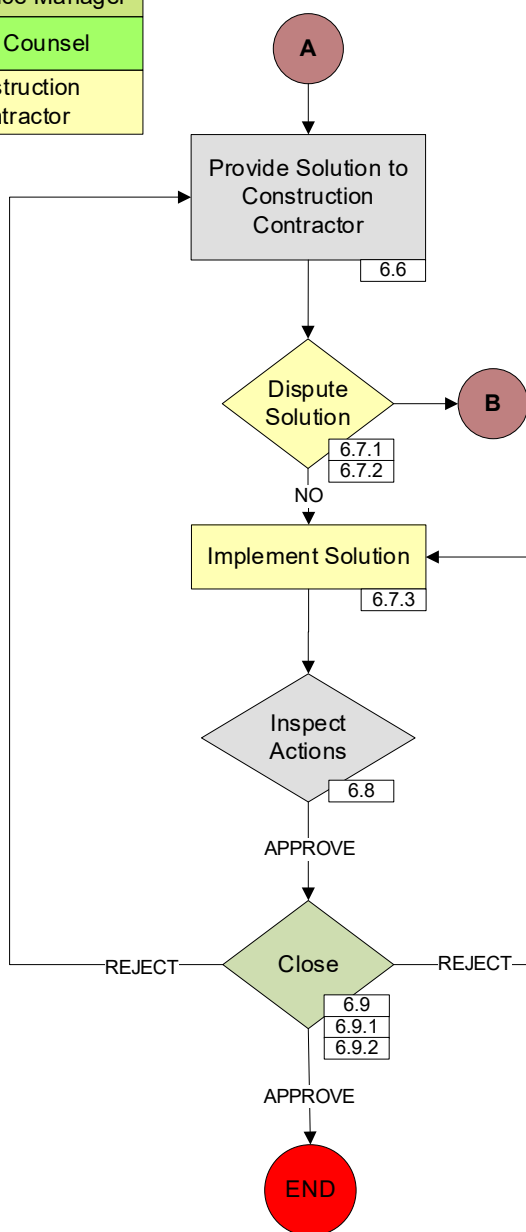 Manager
Counsel
A
Provide Solution to
Construction
Contractor
6.6
Dispute
Solution
B
6.7.1
6.7.2
NO
Implement Solution
6.7.3
Inspect
Actions
6.8
APPROVE
REJECT
Close
REJECT
6.9
6.9.1
6.9.2
APPROVE
END